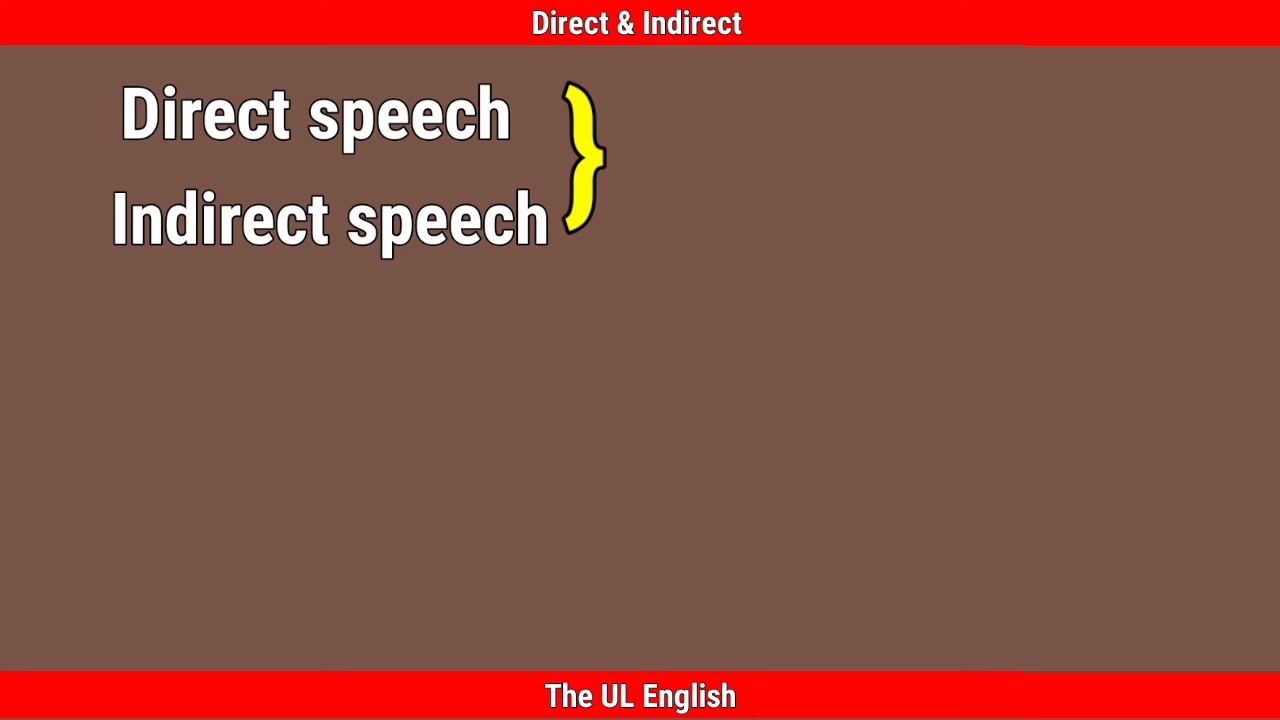 Direct & Indirect
Direct speech
Indirect speech
}
The UL English